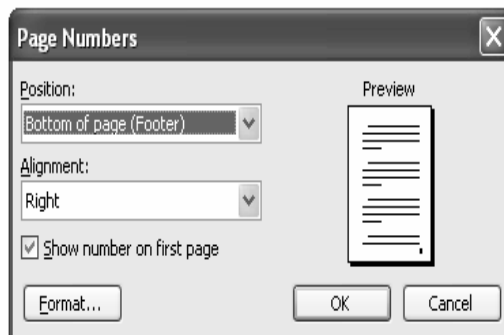 Page Numbers
Position:
Preview
Bottom of page (Footer)
Alignment:
Right
Show number on first page
Format...
OK
Cancel